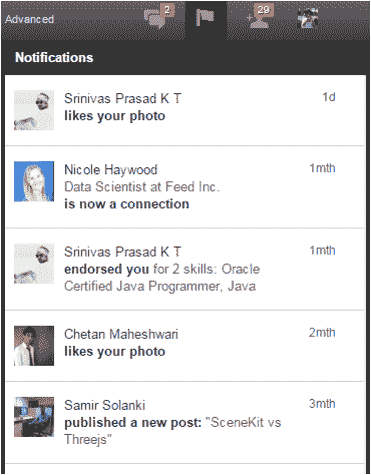 Advanced
2
29
Notifications
Srinivas Prasad K T
1d
likes your photo
Nicole Haywood
1mth
Data Scientist at Feed Inc.
is now a connection
Srinivas Prasad K T
1mth
endorsed you for 2 skills: Oracle
Certified Java Programmer, Java
Chetan Maheshwari
2mth
likes your photo
Samir Solanki
3mth
published a new post: "SceneKit vs
Threejs"